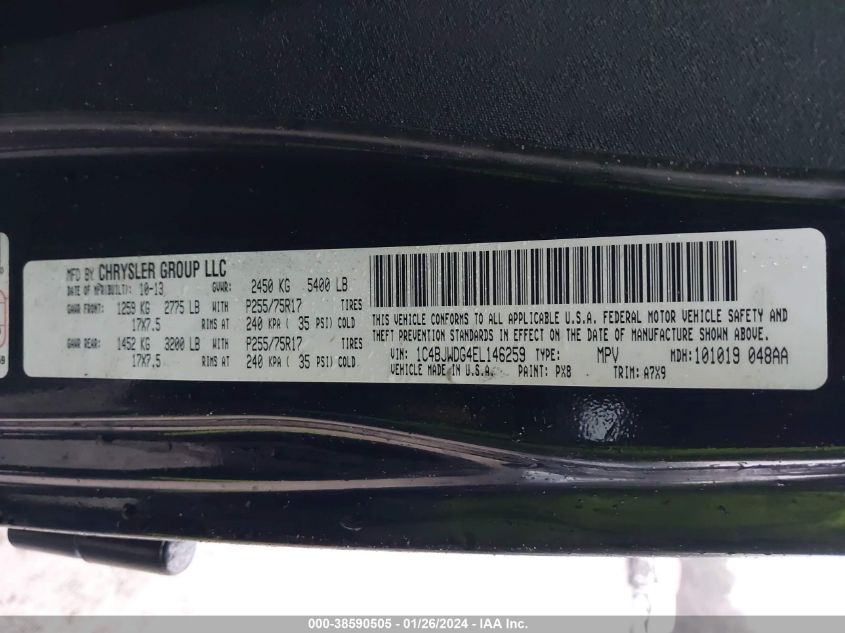 MFD BY CHRYSLER GROUP LLC
DATE OF MFR(BUILT): 10-13 GVWR: 2450 KG 5400 LB
GAWR FRONT: 1259 KG 2775 LB WITH P255/75R17 TIRES
17X7.5 RIMS AT 240 KPA ( 35 PSI) COLD
GAWR REAR: 1452 KG 3200 LB WITH P255/75R17 TIRES
17X7.5 RIMS AT 240 KPA ( 35 PSI) COLD
THIS VEHICLE CONFORMS TO ALL APPLICABLE U.S.A. FEDERAL MOTOR VEHICLE SAFETY AND
THEFT PREVENTION STANDARDS IN EFFECT ON THE DATE OF MANUFACTURE SHOWN ABOVE.
VIN: 1C4BJWDG4EL146259 TYPE: MPV MDH: 101019 048AA
VEHICLE MADE IN U.S.A. PAINT: PXB TRIM: A7X9
000-38590505 - 01/26/2024 - IAA Inc.